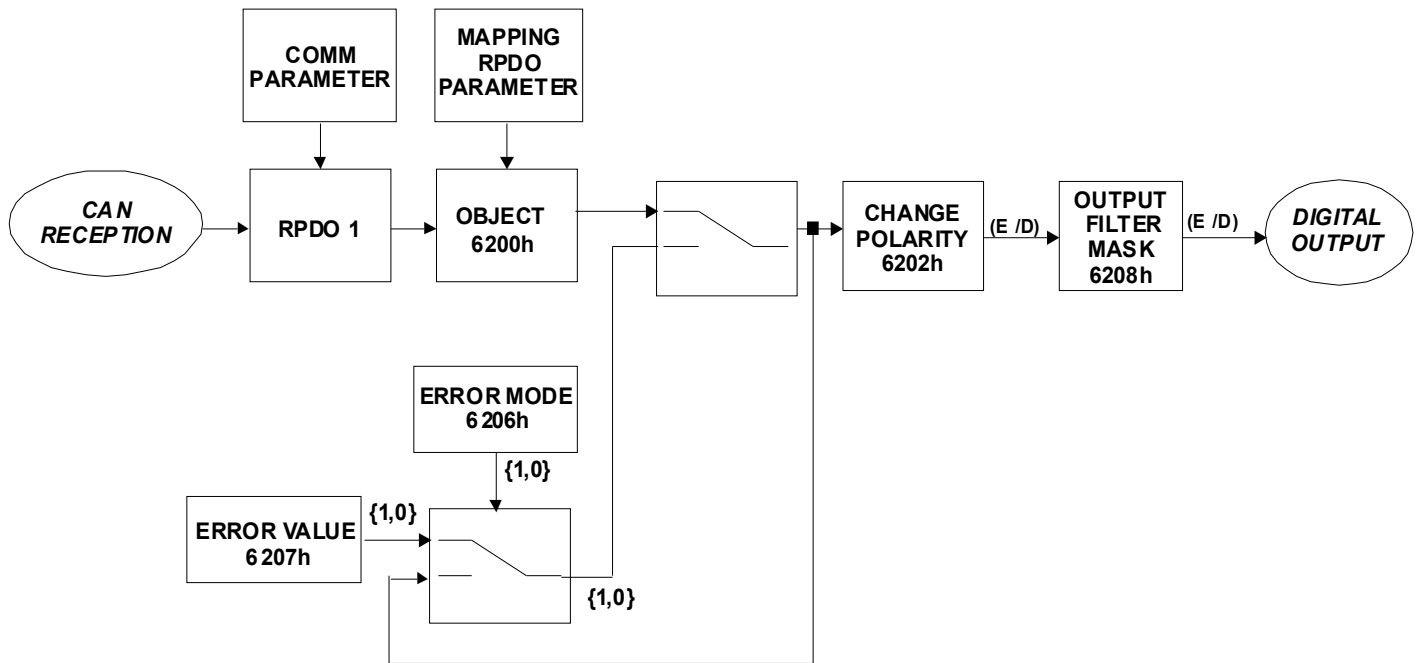 COMM
PARAMETER
MAPPING
RPDO
PARAMETER
CAN
RECEPTION
RPDO 1
OBJECT
6200h
CHANGE
POLARITY
6202h
(E /D)
OUTPUT
FILTER
MASK
6208h
(E /D)
DIGITAL
OUTPUT
ERROR MODE
6206h
{1,0}
ERROR VALUE
6207h
{1,0}
{1,0}